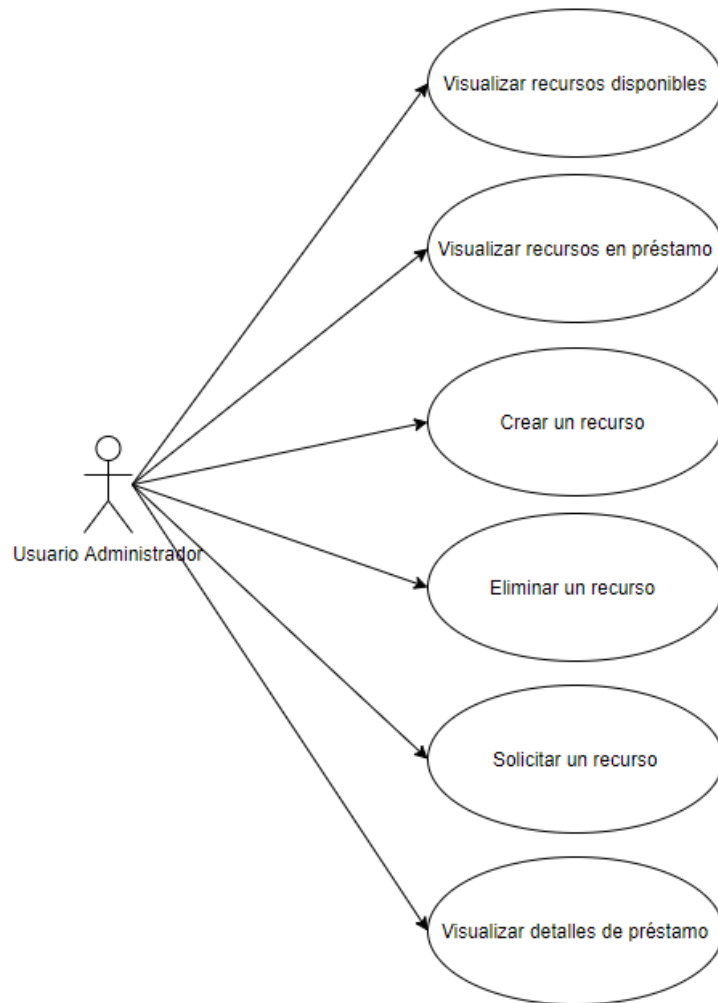 Visualizar recursos disponibles
Visualizar recursos en préstamo
Crear un recurso
Usuario Administrador
Eliminar un recurso
Solicitar un recurso
Visualizar detalles de préstamo